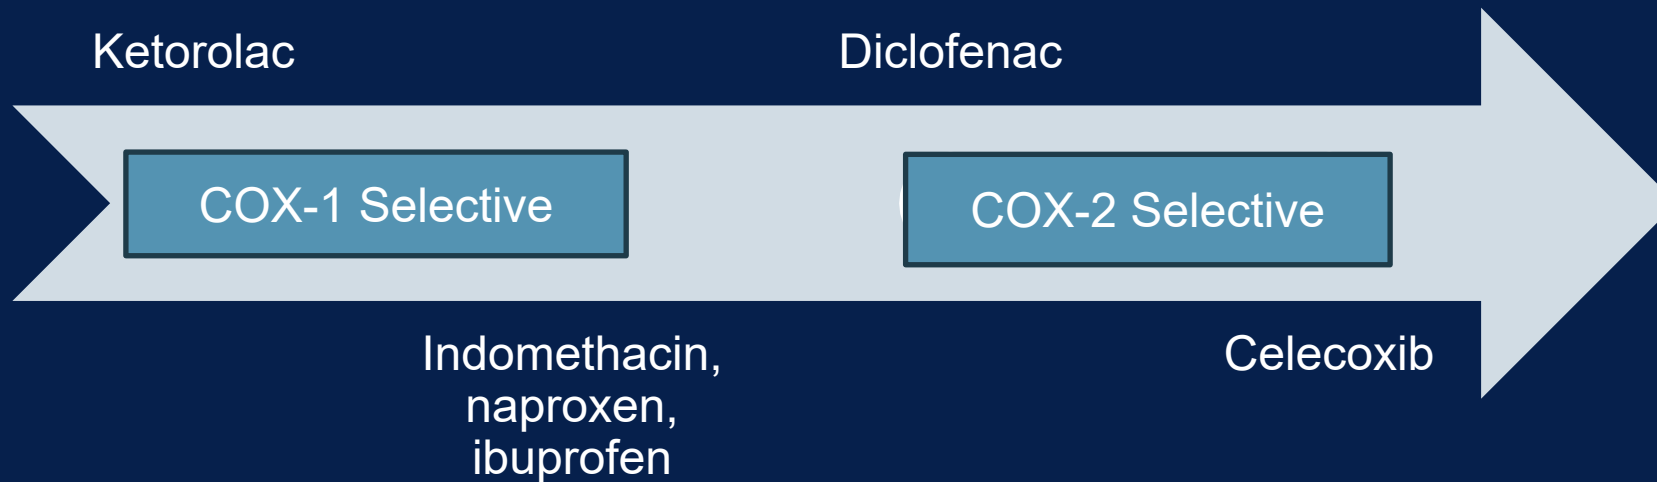 Ketorolac
Diclofenac
COX-1 Selective
COX-2 Selective
Indomethacin,
naproxen,
ibuprofen
Celecoxib